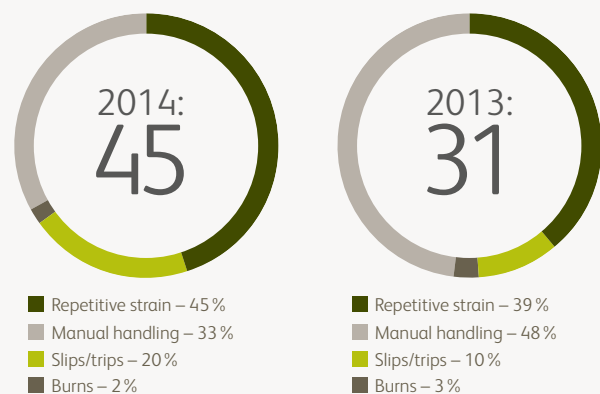 2014:
45
Repetitive strain – 45 %
Manual handling – 33 %
Slips/trips – 20 %
Burns – 2 %
2013:
31
Repetitive strain – 39 %
Manual handling – 48 %
Slips/trips – 10 %
Burns – 3 %